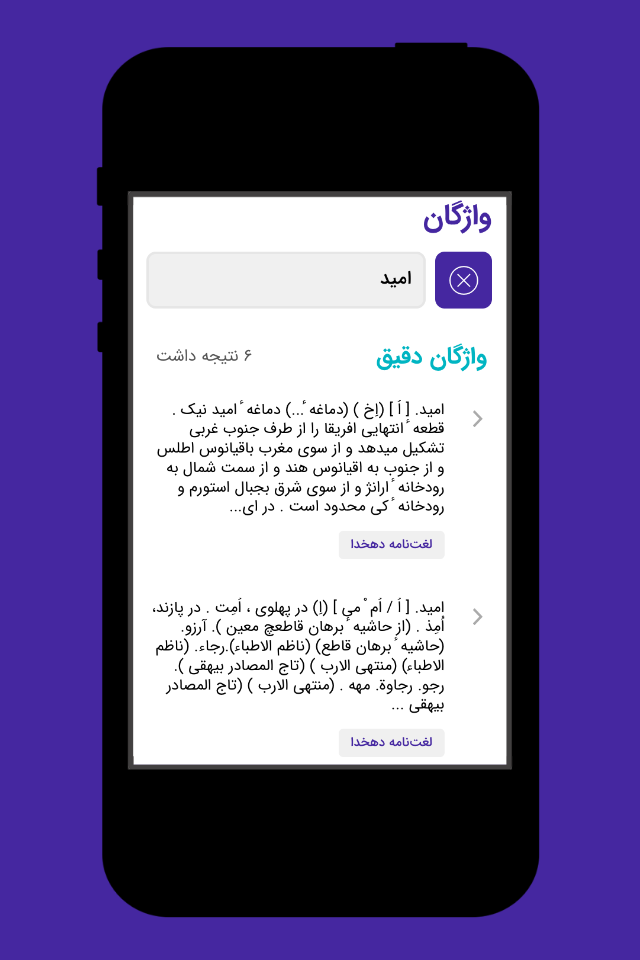 واژگان
امید
واژگان دقیق
۶ نتیجه داشت
امید. [ اَ ] (اِخ ) (دماغه ٔ...) دماغه ٔ امید نیک .
قطعه ٔ انتهایی افریقا را از طرف جنوب غربی
تشکیل میدهد و از سوی مغرب باقیانوس اطلس
و از جنوب به اقیانوس هند و از سمت شمال به
رودخانه ٔ ارانژ و از سوی شرق بجبال استورم و
رودخانه ٔ کی محدود است . در ای...
لغت‌نامه دهخدا
امید. [ اُ / اُم ْ می ] (اِ) در پهلوی ، اُمِت . در پازند،
اُمِذ . (از حاشیه ٔ برهان قاطعچ معین ). آرزو.
(حاشیه ٔ برهان قاطع) (ناظم الاطباء).رجاء. (ناظم
الاطباء) (منتهی الارب ) (تاج المصادر بیهقی ).
رجو. رجاوة. مهه . (منتهی الارب ) (تاج المصادر
بیهقی ...
لغت‌نامه دهخدا